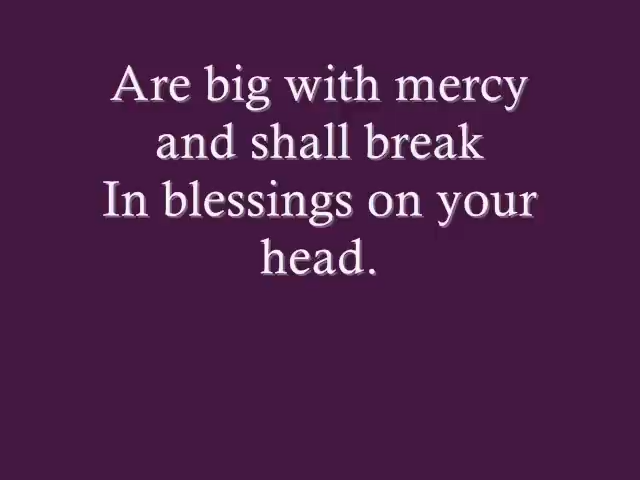 Are big with mercy
and shall break
In blessings on your
head.